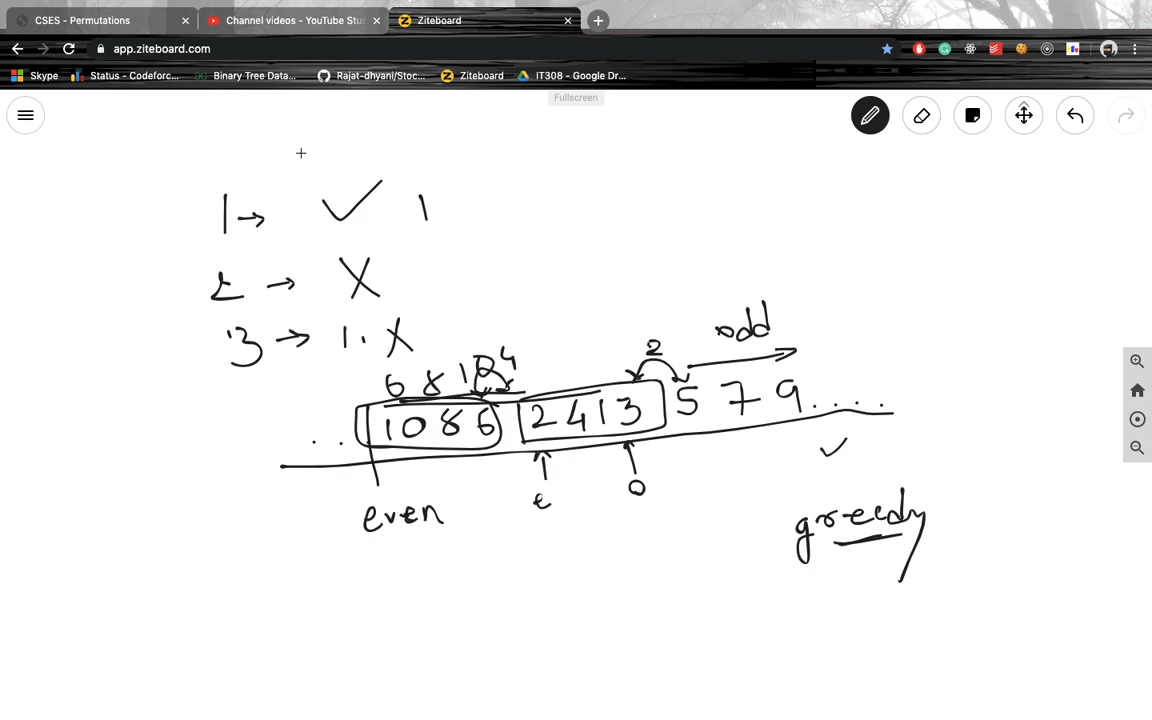 CSES - Permutations
Channel videos - YouTube Stu
Ziteboard
app.ziteboard.com
Skype
Status - Codeforc...
Binary Tree Data...
Rajat-dhyani/Stoc...
Ziteboard
IT308 - Google Dr...
Fullscreen
1→ ✓ 1
2 → X
3 → 1. X
odd
2
6 8 10 4
.. 10 8 6 2 4 1 3 5 7 9 ....
✓
e
o
even
greedy